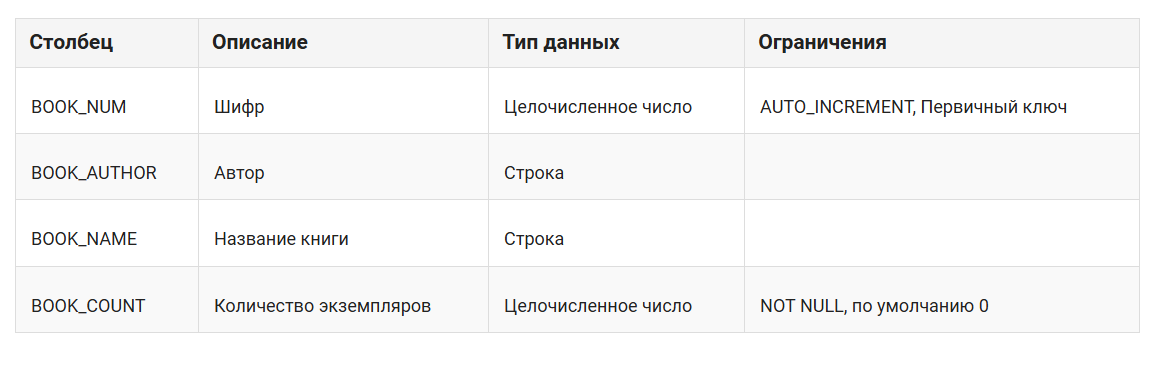 Столбец Описание Тип данных Ограничения
BOOK_NUM Шифр Целочисленное число AUTO_INCREMENT, Первичный ключ
BOOK_AUTHOR Автор Строка
BOOK_NAME Название книги Строка
BOOK_COUNT Количество экземпляров Целочисленное число NOT NULL, по умолчанию 0